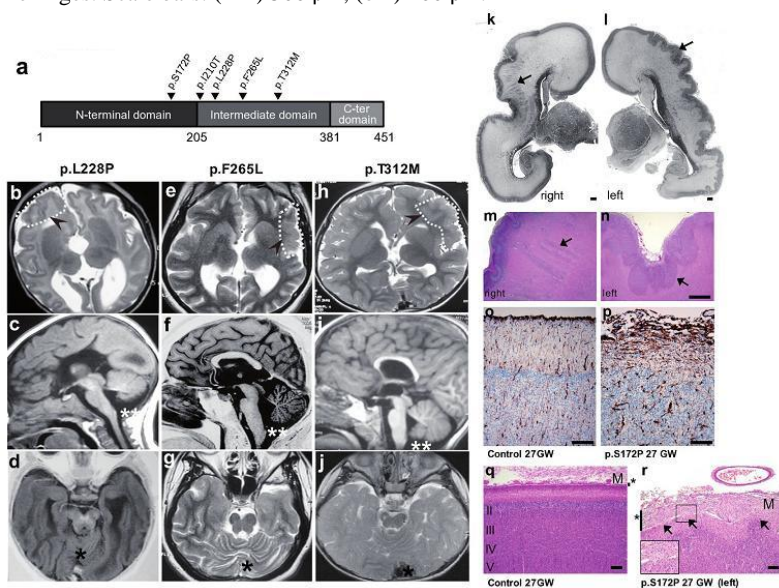 a
p.S172P
p.I210T
p.L228P
p.F265L
p.T312M
N-terminal domain
Intermediate domain
C-ter
domain
1
205
381
451
p.L228P
p.F265L
p.T312M
b
e
h
c
f
i
**
**
**
d
g
j
*
*
*
k
l
right
left
m
n
right
left
o
p
Control 27GW
p.S172P 27 GW
q
r
M
*
II
III
IV
V
M
*
Control 27GW
p.S172P 27 GW (left)